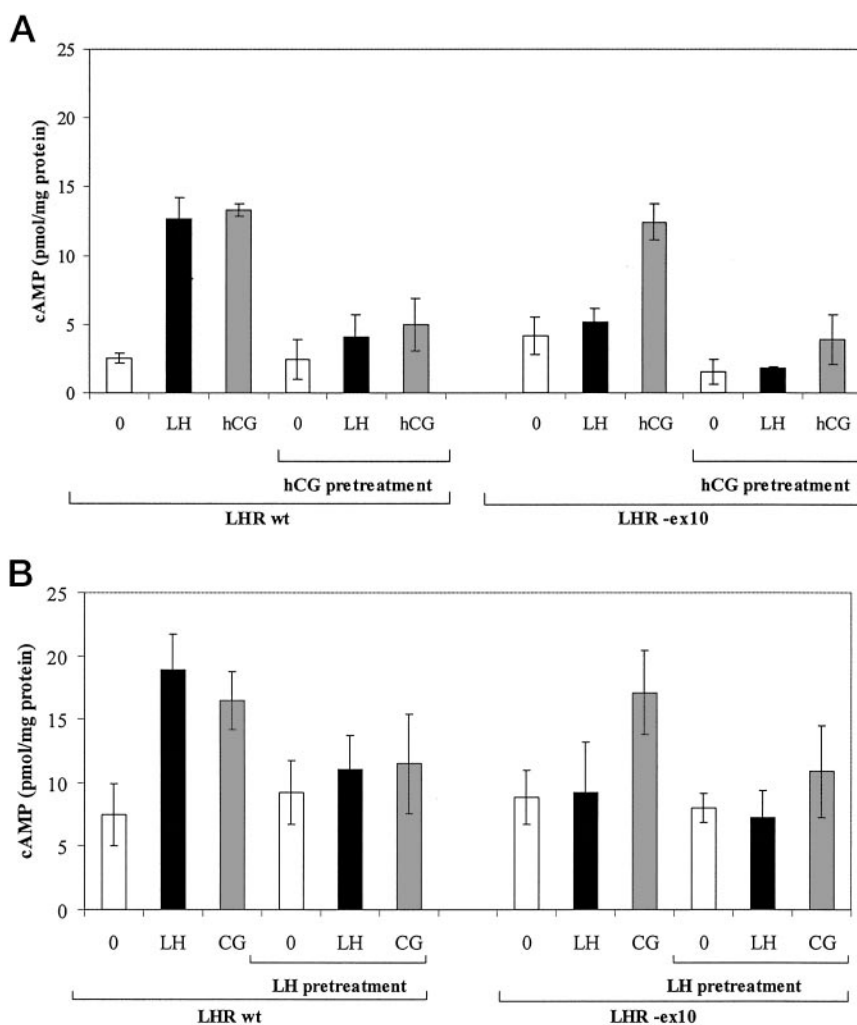 A
25
20
15
10
5
0
cAMP (pmol/mg protein)
0 LH hCG 0 LH hCG 0 LH hCG 0 LH hCG
hCG pretreatment hCG pretreatment
LHR wt LHR -ex10
B
25
20
15
10
5
0
cAMP (pmol/mg protein)
0 LH CG 0 LH CG 0 LH CG 0 LH CG
LH pretreatment LH pretreatment
LHR wt LHR -ex10